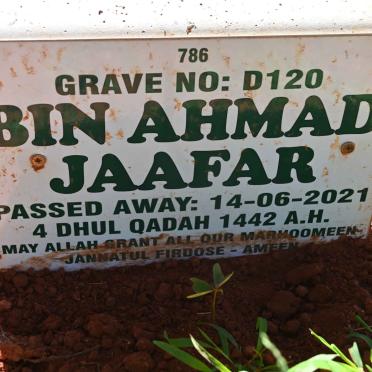 786
GRAVE NO: D120
BIN AHMAD
JAAFAR
PASSED AWAY: 14-06-2021
4 DHUL QADAH 1442 A.H.
MAY ALLAH GRANT ALL OUR MARHOOMEEN
JANNATUL FIRDOSE - AMEEN